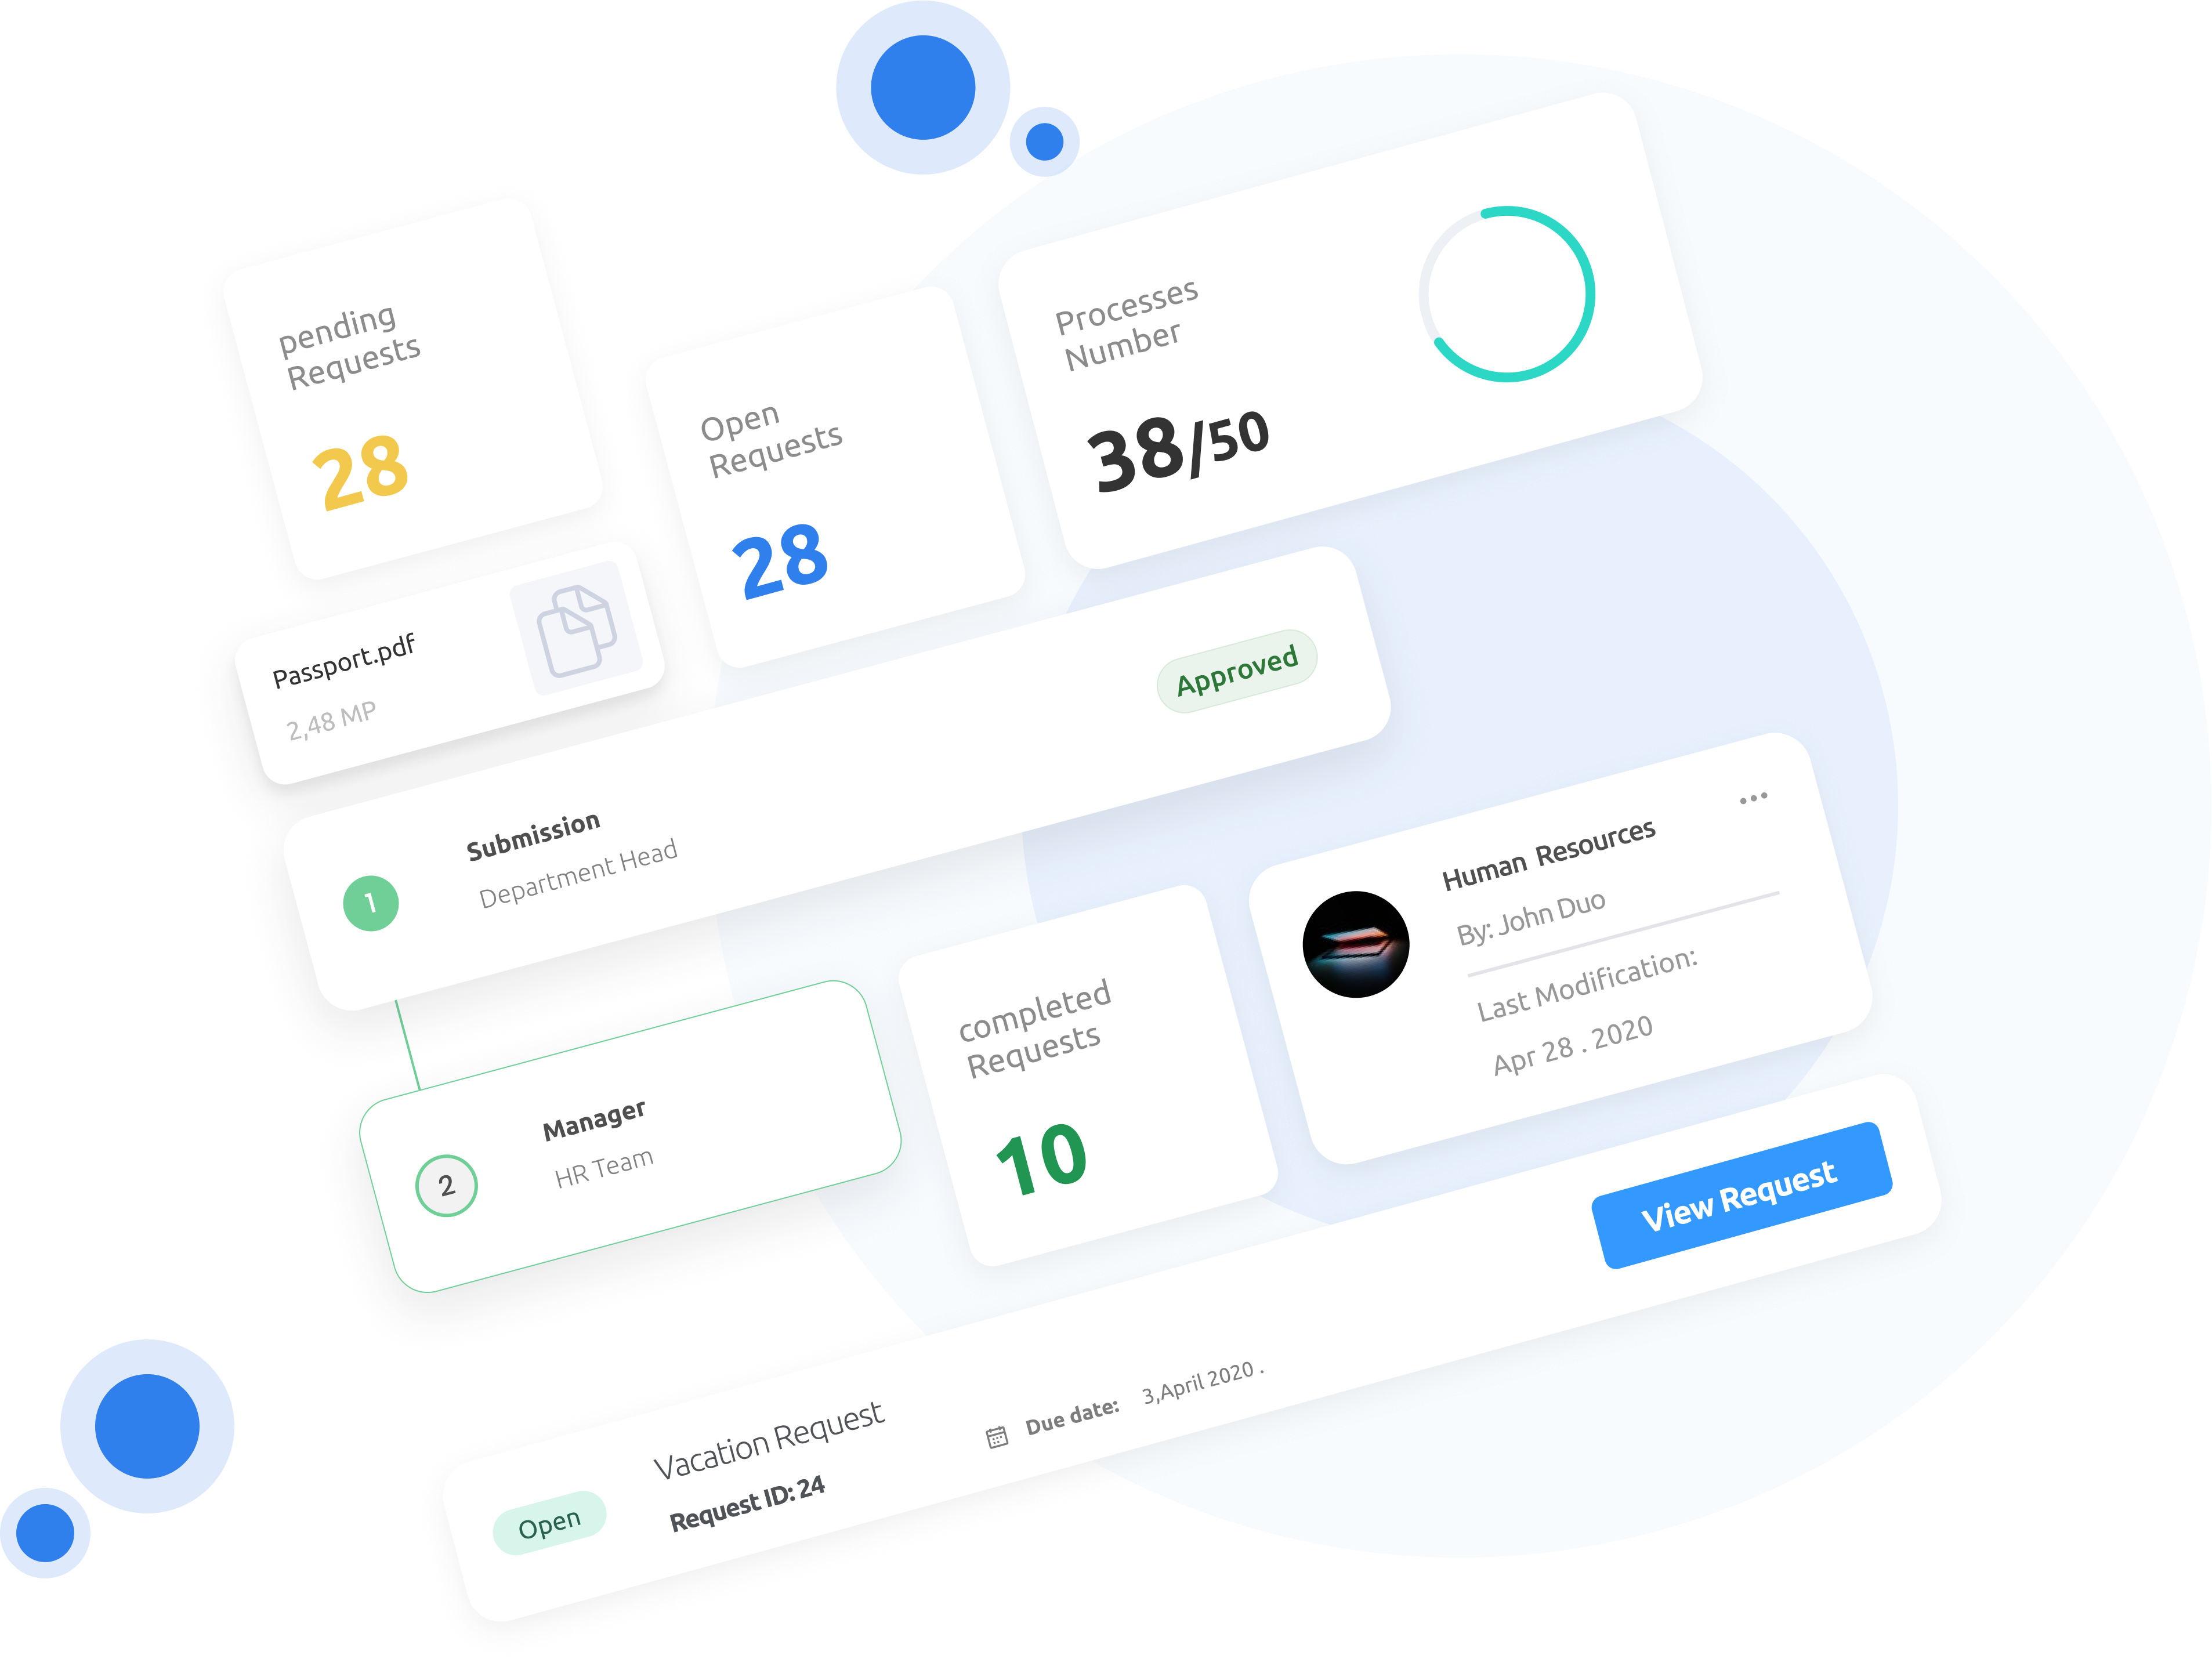 pending
Requests
28
Open
Requests
28
Processes
Number
38/50
Passport.pdf
2,48 MP
Approved
1
Submission
Department Head
2
Manager
HR Team
completed
Requests
10
Human Resources
By: John Duo
Last Modification:
Apr 28 . 2020
View Request
Open
Vacation Request
Request ID: 24
Due date: 3,April 2020 .